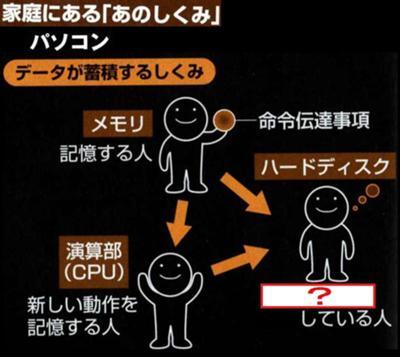 家庭にある「あのしくみ」
パソコン
データが蓄積するしくみ
メモリ
記憶する人
命令伝達事項
ハードディスク
?
している人
演算部
(CPU)
新しい動作を
記憶する人